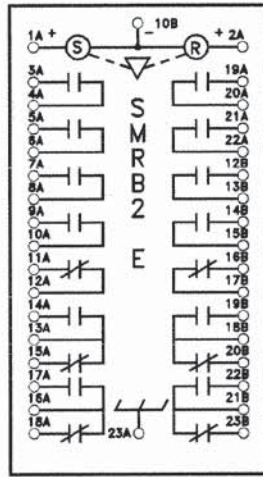 10B
1A + S - R + 2A
3A 19A
4A 20A
5A 21A
6A 22A
7A 12B
8A 13B
9A 14B
10A 15B
11A 16B
12A 17B
14A 19B
13A 18B
15A 20B
17A 22B
16A 21B
18A 23A 23B
SMRB2 E